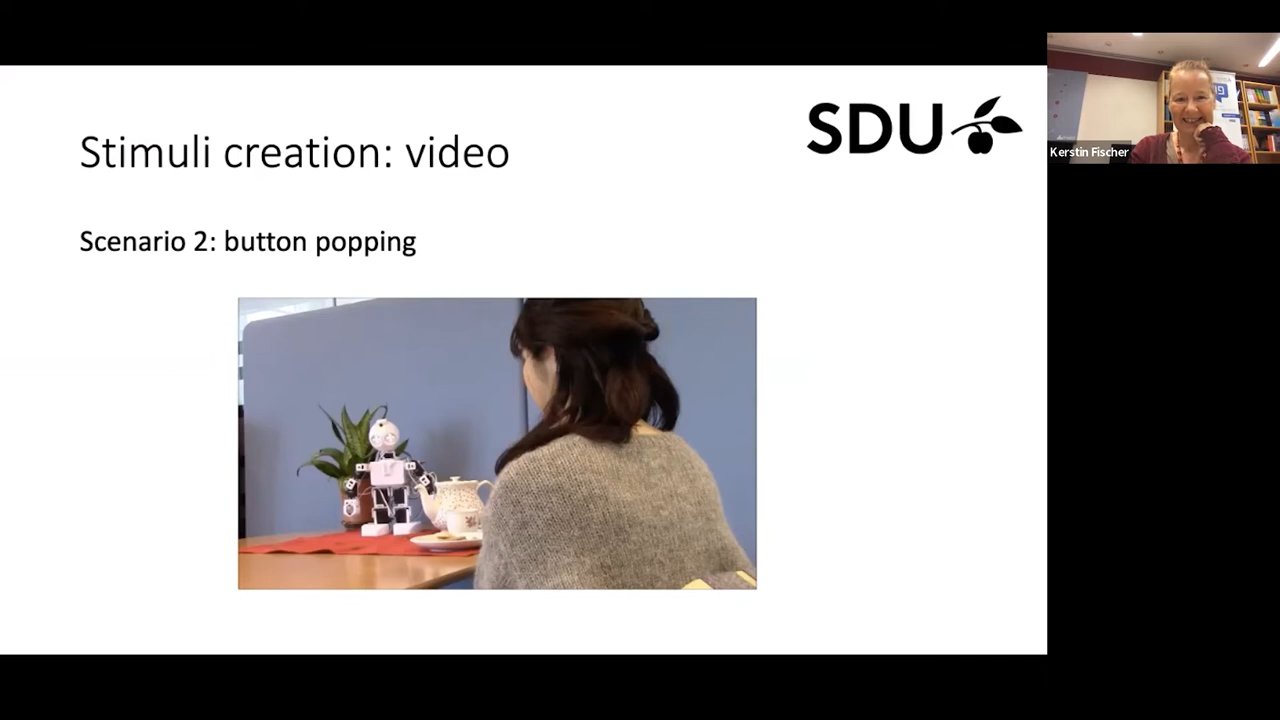 Stimuli creation: video
SDU
Scenario 2: button popping
Kerstin Fischer